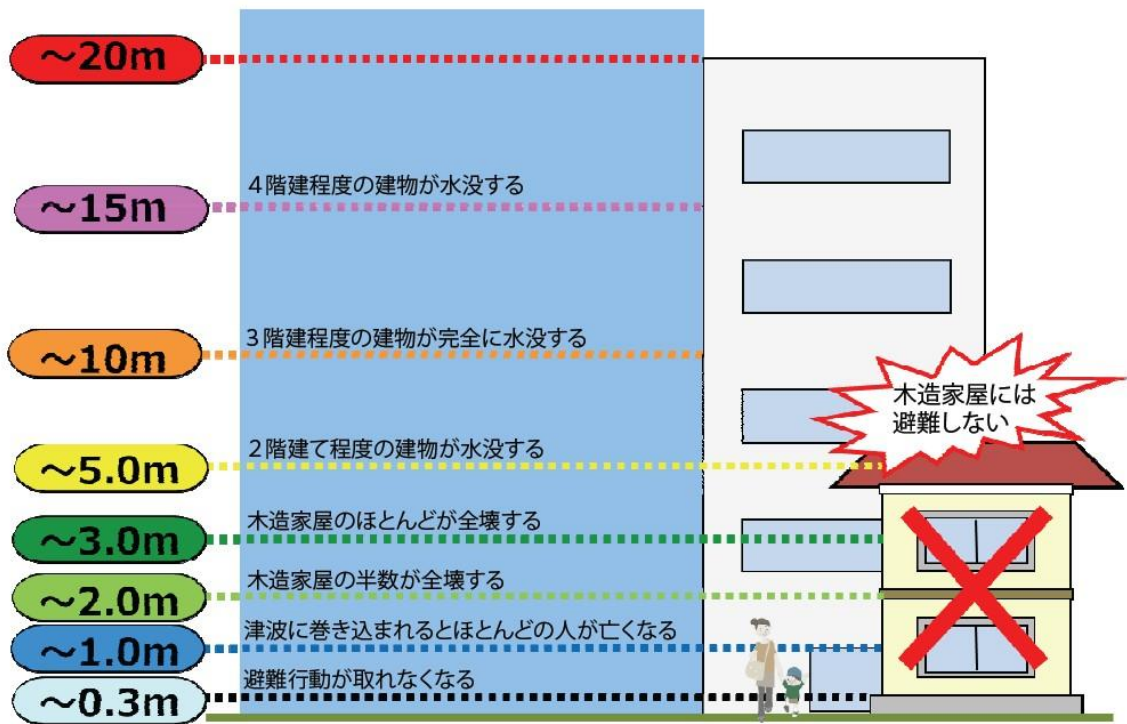 ～20m
～15m
4階建程度の建物が水没する
～10m
3階建程度の建物が完全に水没する
木造家屋には
避難しない
～5.0m
2階建て程度の建物が水没する
～3.0m
木造家屋のほとんどが全壊する
～2.0m
木造家屋の半数が全壊する
～1.0m
津波に巻き込まれるとほとんどの人が亡くなる
～0.3m
避難行動が取れなくなる